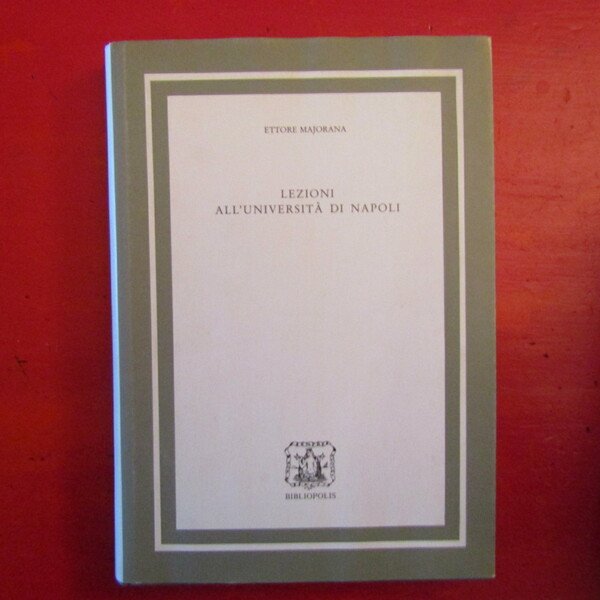 ETTORE MAJORANA
LEZIONI
ALL'UNIVERSITÀ DI NAPOLI
BIBLIOPOLIS